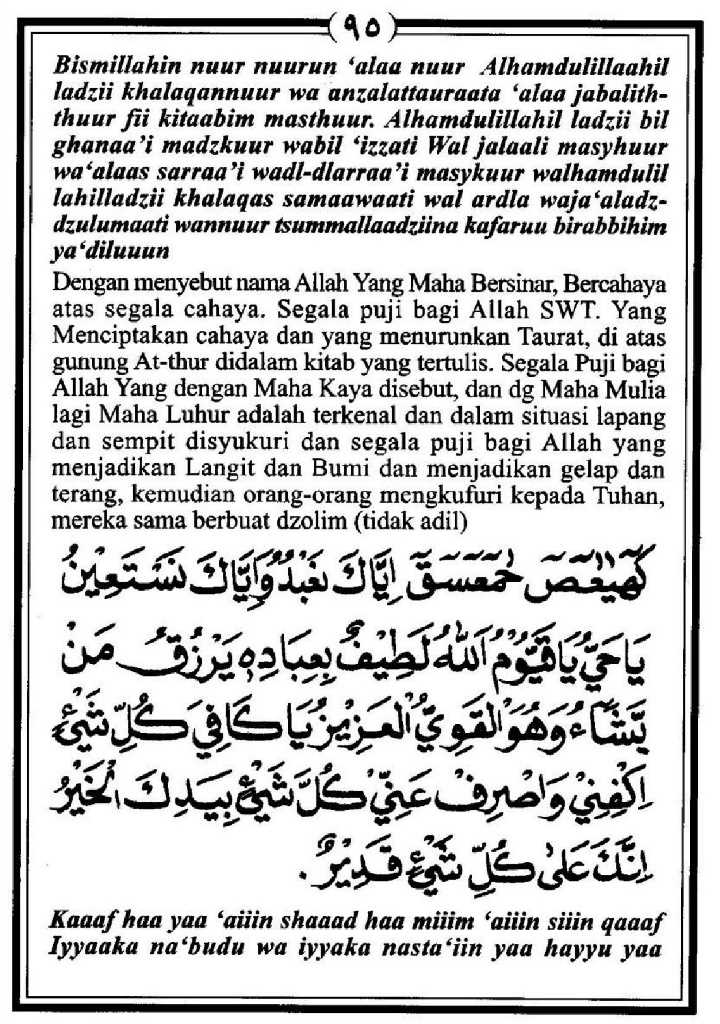 ٩٥
Bismillahin nuur nuurun ‘alaa nuur Alhamdulillaahil
ladzii khalaqannuur wa anzalattauraata ‘alaa jabalith-
thuur fii kitaabim masthuur. Alhamdulillahil ladzii bil
ghanaa’i madzkuur wabil ‘izzati Wal jalaali masyhuur
wa‘alaas sarraa’i wadl-dlarraa’i masykuur walhamdulil
lahilladzii khalaqas samaawaati wal ardla waja‘aladz-
dzulumaati wannuur tsummallaadziina kafaruu birabbihim
ya‘diluuun
Dengan menyebut nama Allah Yang Maha Bersinar, Bercahaya
atas segala cahaya. Segala puji bagi Allah SWT. Yang
Menciptakan cahaya dan yang menurunkan Taurat, di atas
gunung At-thur didalam kitab yang tertulis. Segala Puji bagi
Allah Yang dengan Maha Kaya disebut, dan dg Maha Mulia
lagi Maha Luhur adalah terkenal dan dalam situasi lapang
dan sempit disyukuri dan segala puji bagi Allah yang
menjadikan Langit dan Bumi dan menjadikan gelap dan
terang, kemudian orang-orang mengkufuri kepada Tuhan,
mereka sama berbuat dzolim (tidak adil)
كٓهٰيٰعٓصٓ حٰمٓعٓسٓقٓ اِيَّاكَ نَعْبُدُ وَاِيَّاكَ نَسْتَعِيْنُ
يَاحَيُّ يَاقَيُّوْمُ اَللّٰهُ لَطِيْفٌ بِعِبَادِهٖ يَرْزُقُ مَنْ
يَّشَاۤءُ وَهُوَ الْقَوِيُّ الْعَزِيْزُ يَاكَافِيَ كُلِّ شَيْئٍ
اِكْفِنِيْ وَاصْرِفْ عَنِّيْ كُلَّ شَيْئٍ بِيَدِكَ الْخَيْرُ
اِنَّكَ عَلٰى كُلِّ شَيْئٍ قَدِيْرٌ .
Kaaaf haa yaa ‘aiiin shaaad haa miiim ‘aiiin siiin qaaaf
Iyyaaka na‘budu wa iyyaka nasta‘iin yaa hayyu yaa